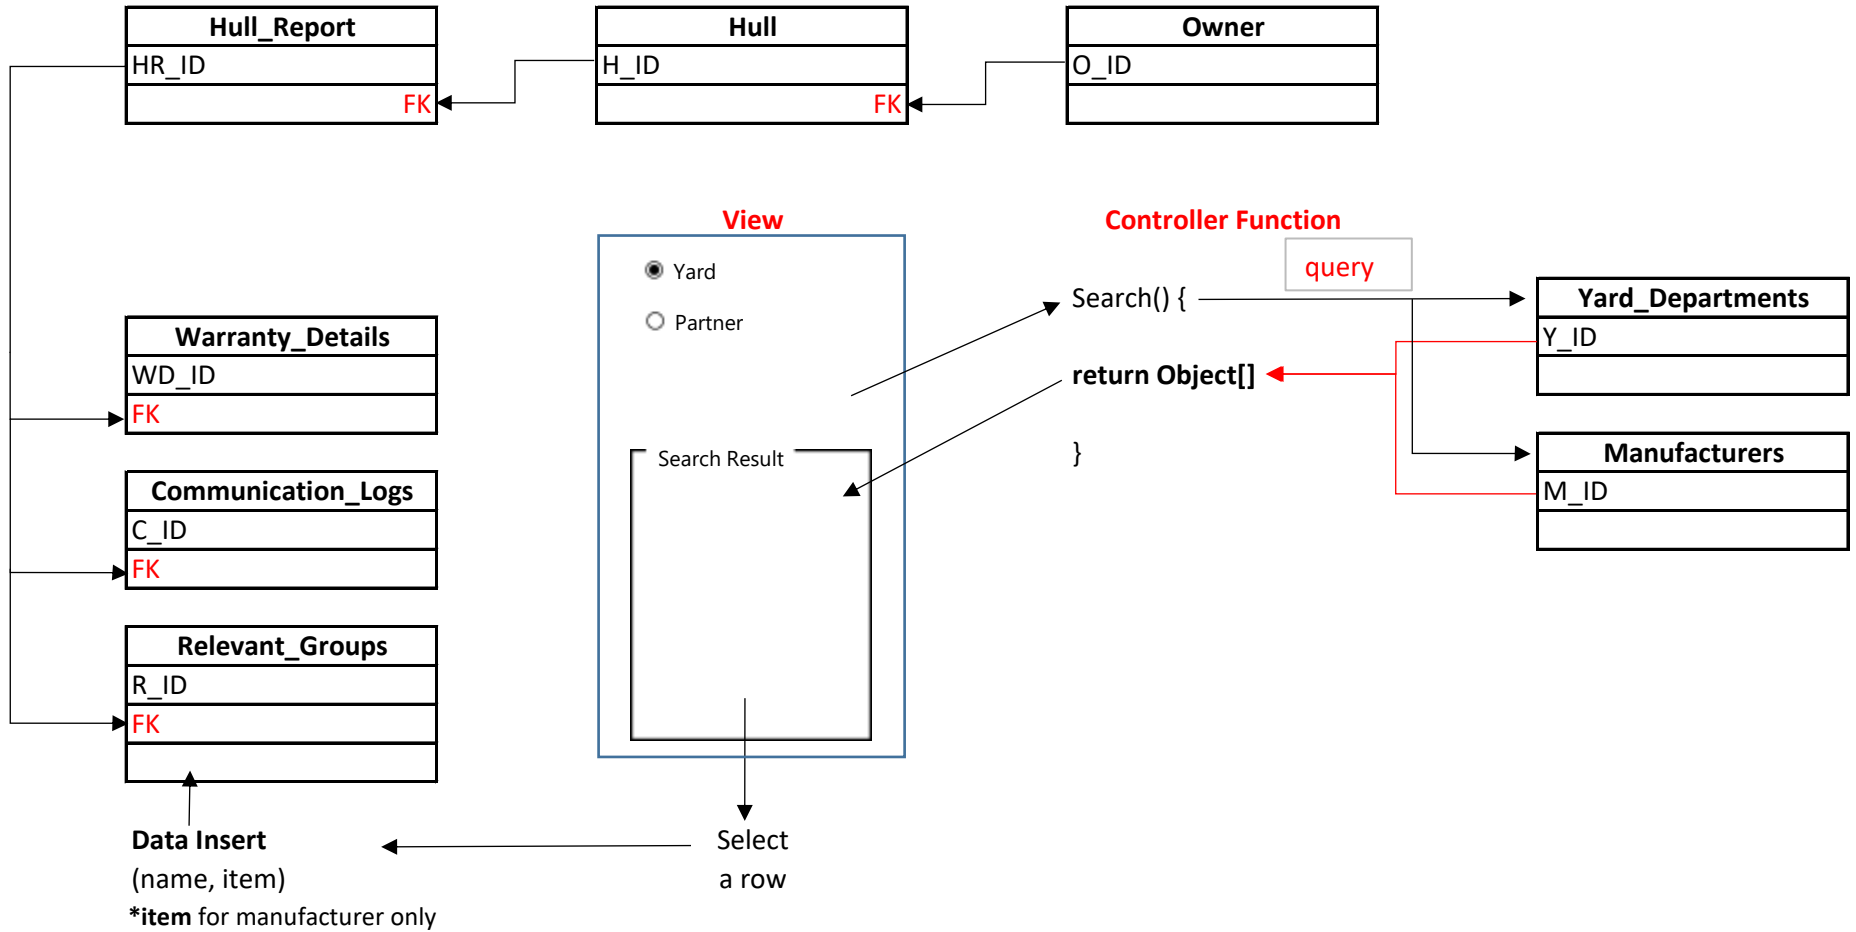 Hull_Report
HR_ID
FK
Hull
H_ID
FK
Owner
O_ID
View
Yard
Partner
Search Result
Controller Function
query
Search() {
return Object[]
}
Yard_Departments
Y_ID
Manufacturers
M_ID
Warranty_Details
WD_ID
FK
Communication_Logs
C_ID
FK
Relevant_Groups
R_ID
FK
Data Insert
(name, item)
*item for manufacturer only
Select
a row